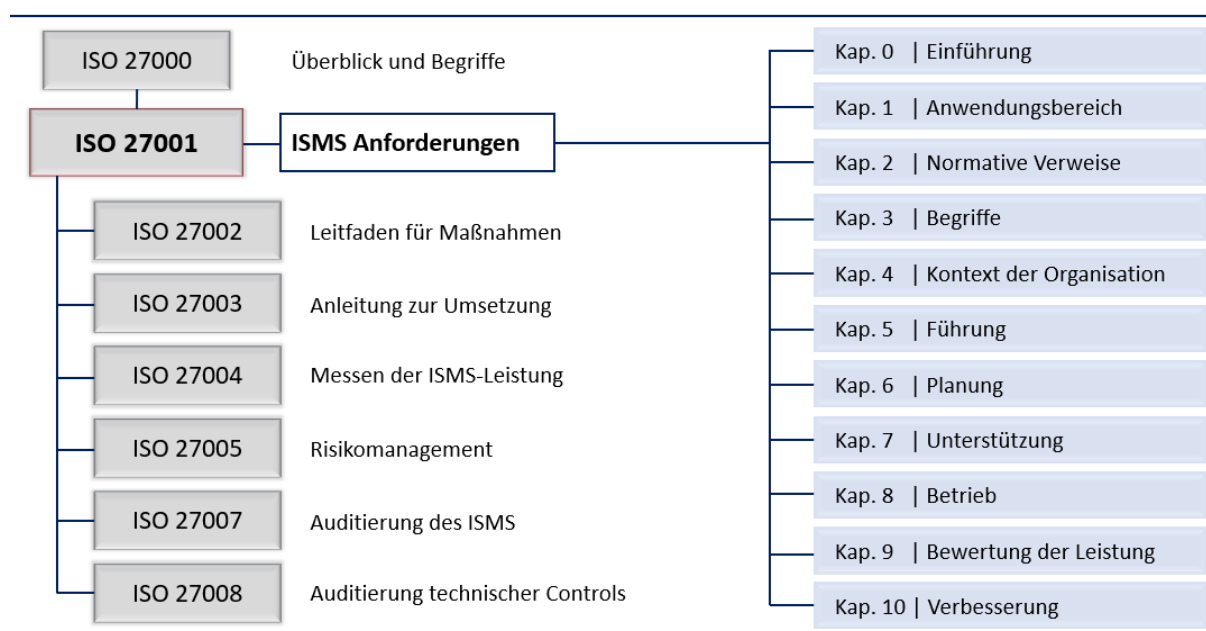 ISO 27000
Überblick und Begriffe
ISO 27001
ISMS Anforderungen
ISO 27002
Leitfaden für Maßnahmen
ISO 27003
Anleitung zur Umsetzung
ISO 27004
Messen der ISMS-Leistung
ISO 27005
Risikomanagement
ISO 27007
Auditierung des ISMS
ISO 27008
Auditierung technischer Controls
Kap. 0 | Einführung
Kap. 1 | Anwendungsbereich
Kap. 2 | Normative Verweise
Kap. 3 | Begriffe
Kap. 4 | Kontext der Organisation
Kap. 5 | Führung
Kap. 6 | Planung
Kap. 7 | Unterstützung
Kap. 8 | Betrieb
Kap. 9 | Bewertung der Leistung
Kap. 10 | Verbesserung